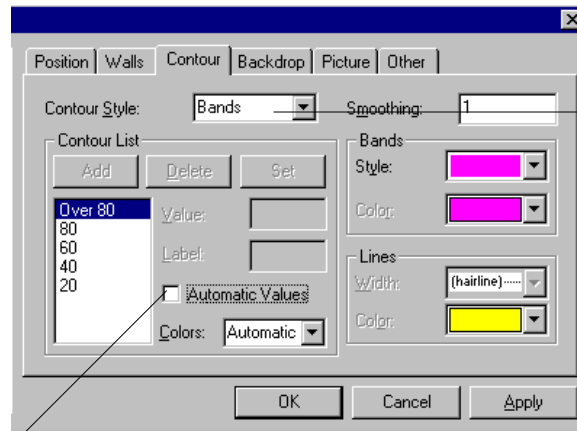 Position Walls Contour Backdrop Picture Other
Contour Style: Bands Smoothing: 1
Contour List
Add Delete Set
Over 80
80
60
40
20
Value:
Label:
Automatic Values
Colors: Automatic
Bands
Style:
Color:
Lines
Width: (hairline)
Color:
OK Cancel Apply